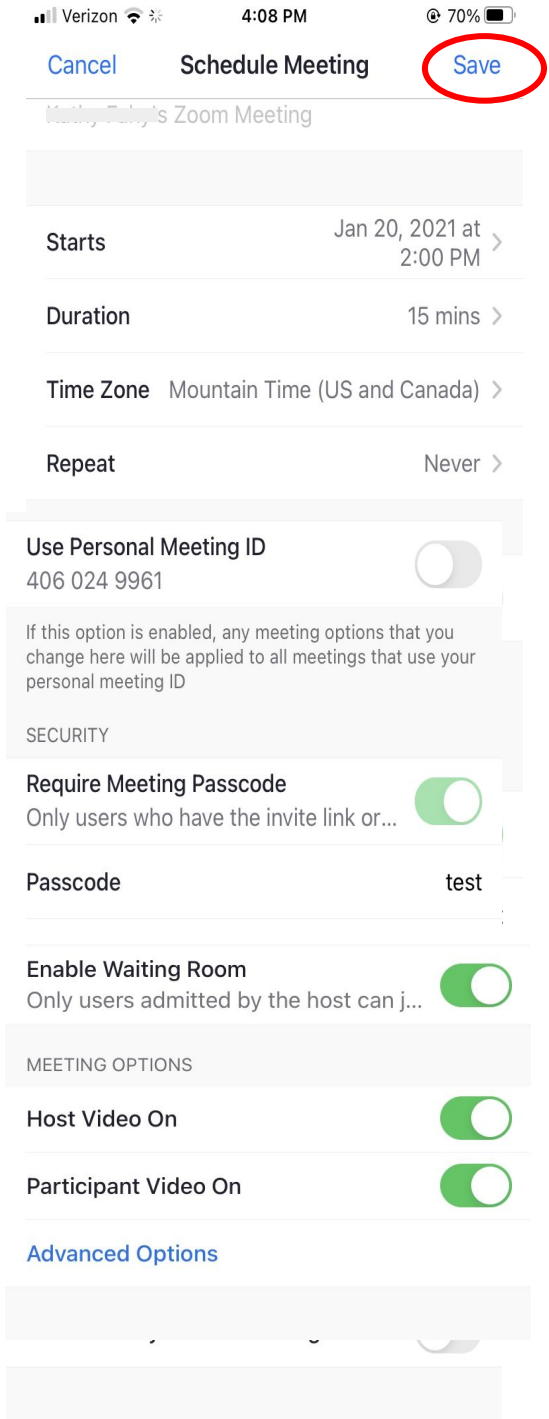 Verizon 4:08 PM 70%
Cancel Schedule Meeting Save
s Zoom Meeting
Starts Jan 20, 2021 at
2:00 PM
Duration 15 mins
Time Zone Mountain Time (US and Canada)
Repeat Never
Use Personal Meeting ID
406 024 9961
If this option is enabled, any meeting options that you
change here will be applied to all meetings that use your
personal meeting ID
SECURITY
Require Meeting Passcode
Only users who have the invite link or...
Passcode test
Enable Waiting Room
Only users admitted by the host can j...
MEETING OPTIONS
Host Video On
Participant Video On
Advanced Options